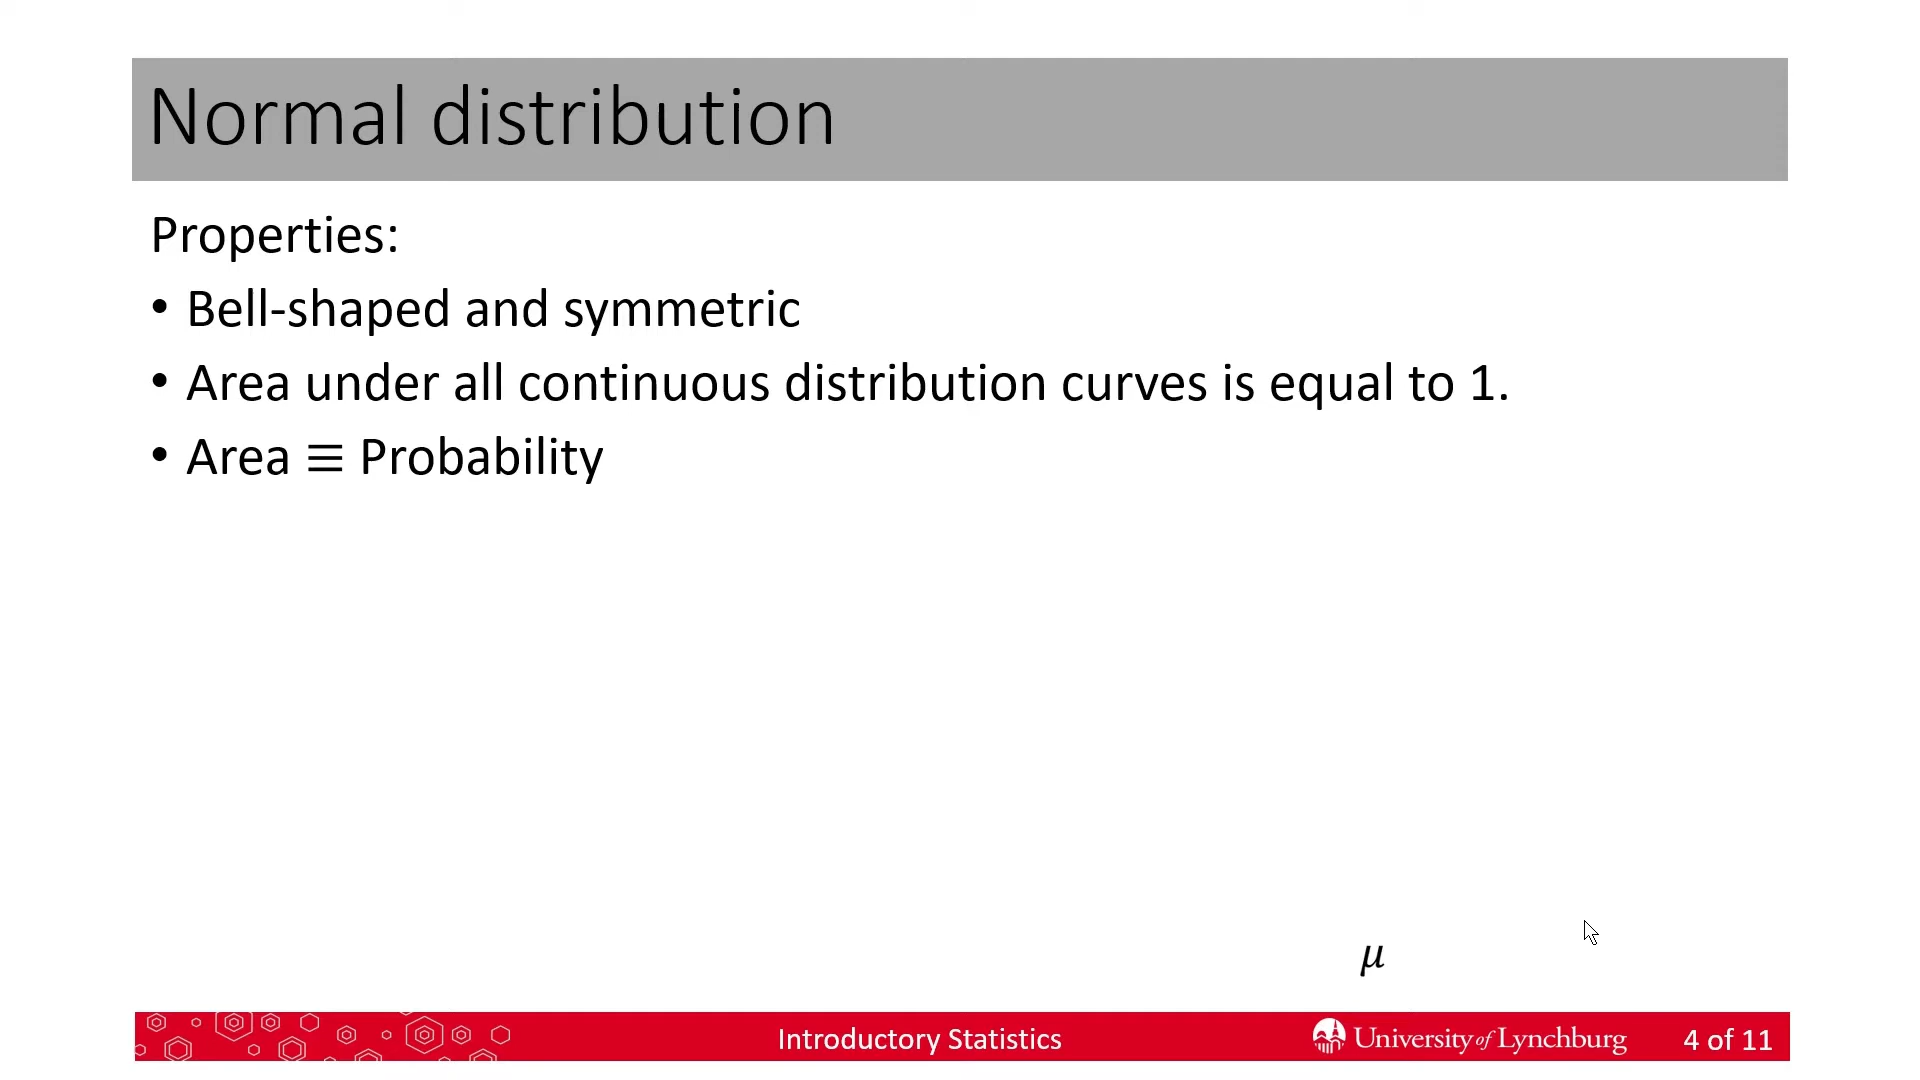 Normal distribution
Properties:
• Bell-shaped and symmetric
• Area under all continuous distribution curves is equal to 1.
• Area ≡ Probability
μ
Introductory Statistics
University of Lynchburg
4 of 11